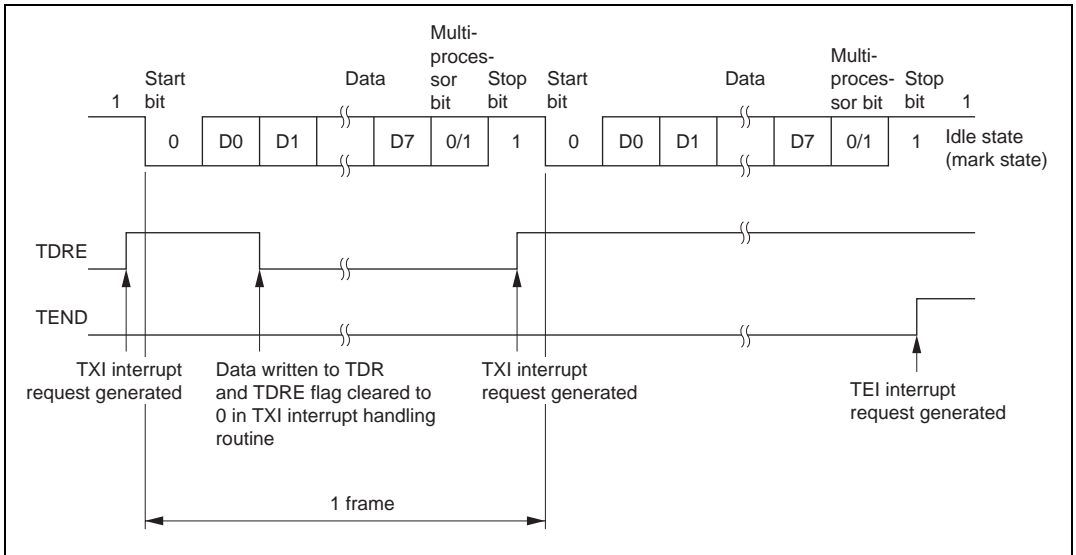 1
Start
bit
Data
Multi-
proces-
sor
bit
Stop
bit
Start
bit
Data
Multi-
proces-
sor bit
Stop
bit
1
0 D0 D1 D7 0/1 1 0 D0 D1 D7 0/1 1
Idle state
(mark state)
TDRE
TEND
TXI interrupt
request generated
Data written to TDR
and TDRE flag cleared to
0 in TXI interrupt handling
routine
TXI interrupt
request generated
TEI interrupt
request generated
1 frame